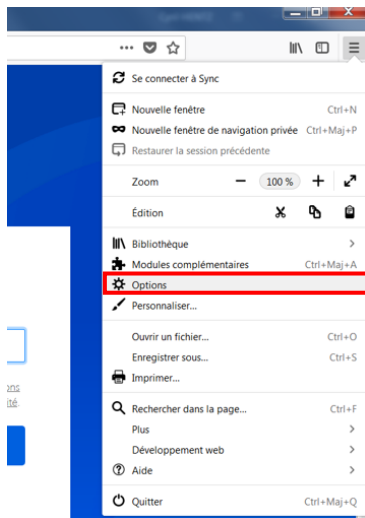 Se connecter à Sync
Nouvelle fenêtre Ctrl+N
Nouvelle fenêtre de navigation privée Ctrl+Maj+P
Restaurer la session précédente
Zoom 100 %
Édition
Bibliothèque
Modules complémentaires Ctrl+Maj+A
Options
Personnaliser...
Ouvrir un fichier... Ctrl+O
Enregistrer sous... Ctrl+S
Imprimer...
ons
ité.
Rechercher dans la page... Ctrl+F
Plus
Développement web
Aide
Quitter Ctrl+Maj+Q